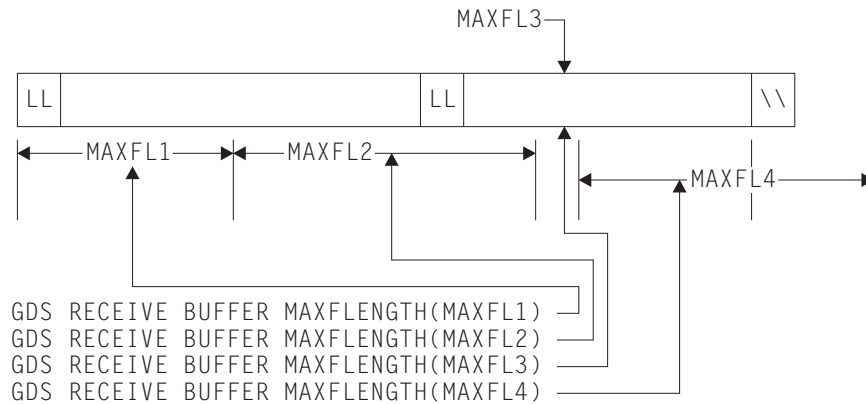 MAXFL3
LL LL \\
MAXFL1 MAXFL2
MAXFL4
GDS RECEIVE BUFFER MAXFLENGTH(MAXFL1)
GDS RECEIVE BUFFER MAXFLENGTH(MAXFL2)
GDS RECEIVE BUFFER MAXFLENGTH(MAXFL3)
GDS RECEIVE BUFFER MAXFLENGTH(MAXFL4)